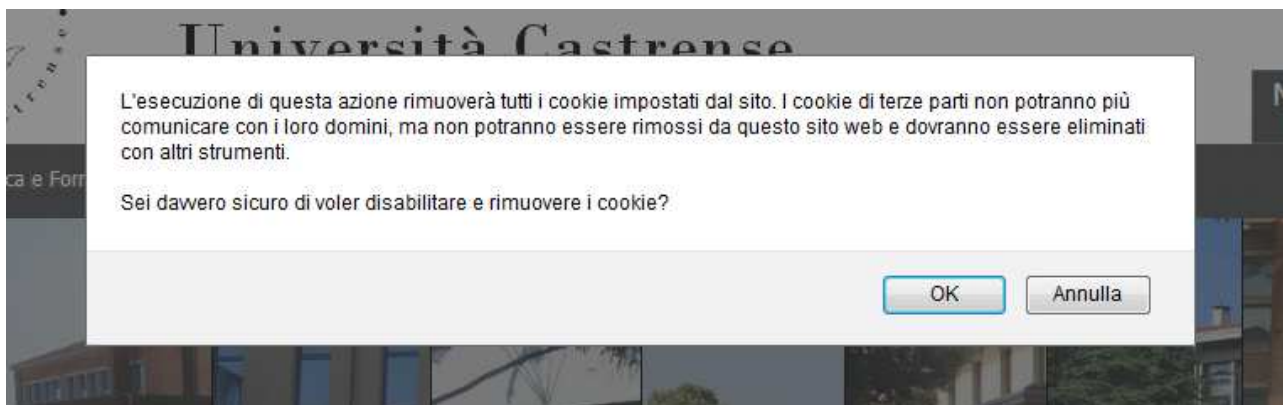 Università Castrense
L'esecuzione di questa azione rimuoverà tutti i cookie impostati dal sito. I cookie di terze parti non potranno più
comunicare con i loro domini, ma non potranno essere rimossi da questo sito web e dovranno essere eliminati
con altri strumenti.
Sei davvero sicuro di voler disabilitare e rimuovere i cookie?
OK
Annulla